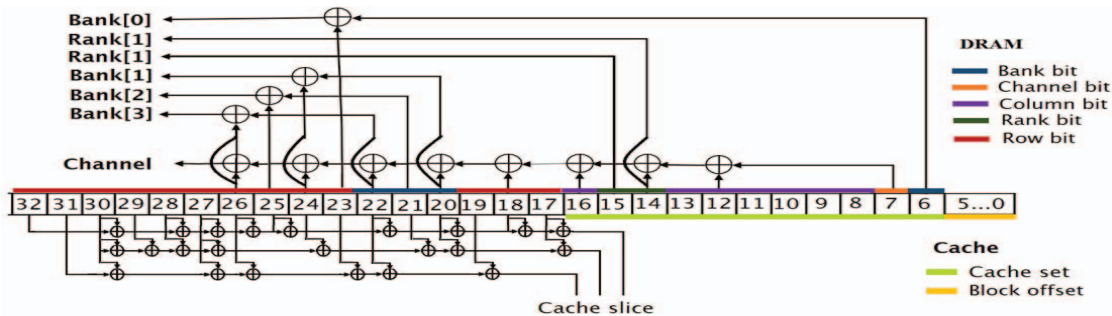 Bank[0]
Rank[1]
Rank[1]
Bank[1]
Bank[2]
Bank[3]
Channel
DRAM
Bank bit
Channel bit
Column bit
Rank bit
Row bit
32 31 30 29 28 27 26 25 24 23 22 21 20 19 18 17 16 15 14 13 12 11 10 9 8 7 6 5...0
Cache
Cache set
Block offset
Cache slice